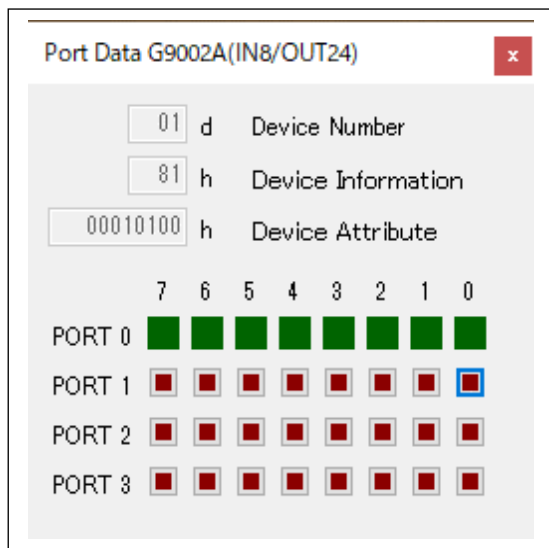 Port Data G9002A(IN8/OUT24) x
01 d Device Number
81 h Device Information
00010100 h Device Attribute
7 6 5 4 3 2 1 0
PORT 0
PORT 1
PORT 2
PORT 3